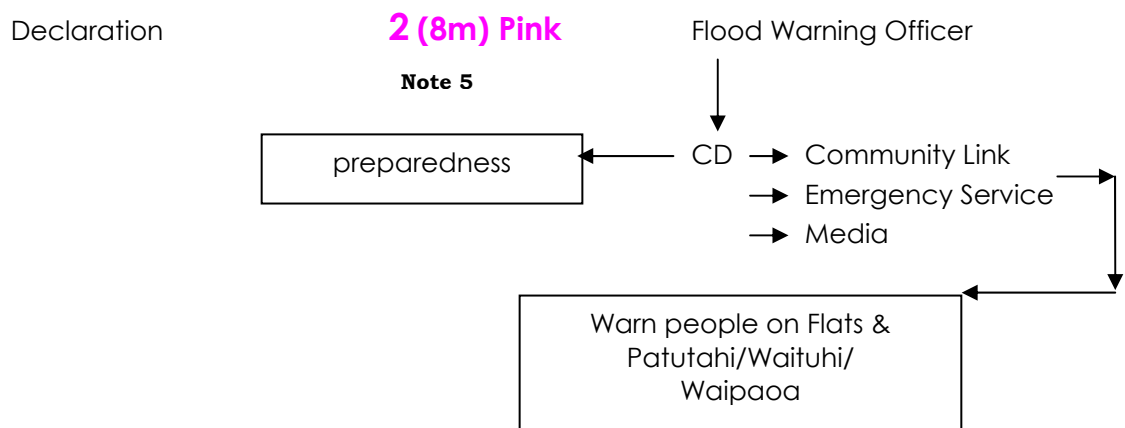 Declaration 2 (8m) Pink Flood Warning Officer
Note 5
preparedness CD Community Link
Emergency Service
Media
Warn people on Flats &
Patutahi/Waituhi/
Waipaoa